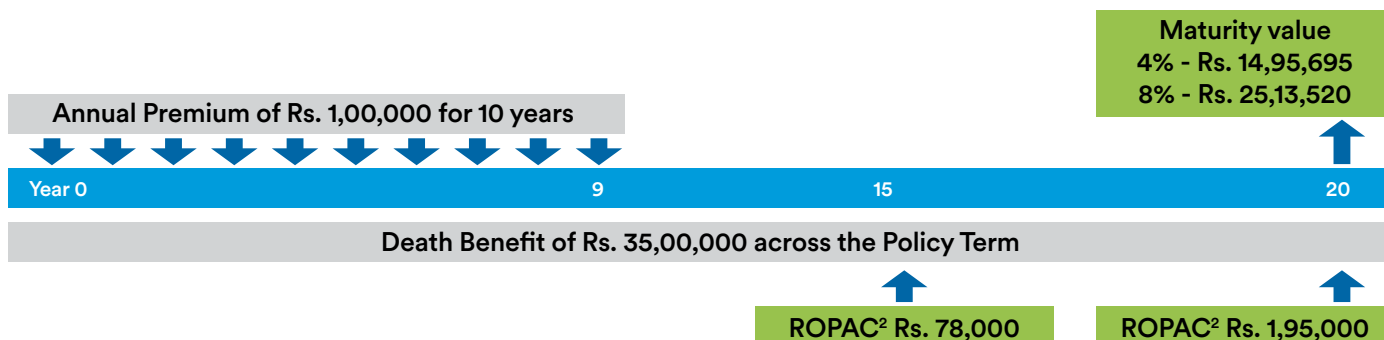 Maturity value
4% - Rs. 14,95,695
8% - Rs. 25,13,520
Annual Premium of Rs. 1,00,000 for 10 years
Year 0 9 15 20
Death Benefit of Rs. 35,00,000 across the Policy Term
ROPAC² Rs. 78,000 ROPAC² Rs. 1,95,000